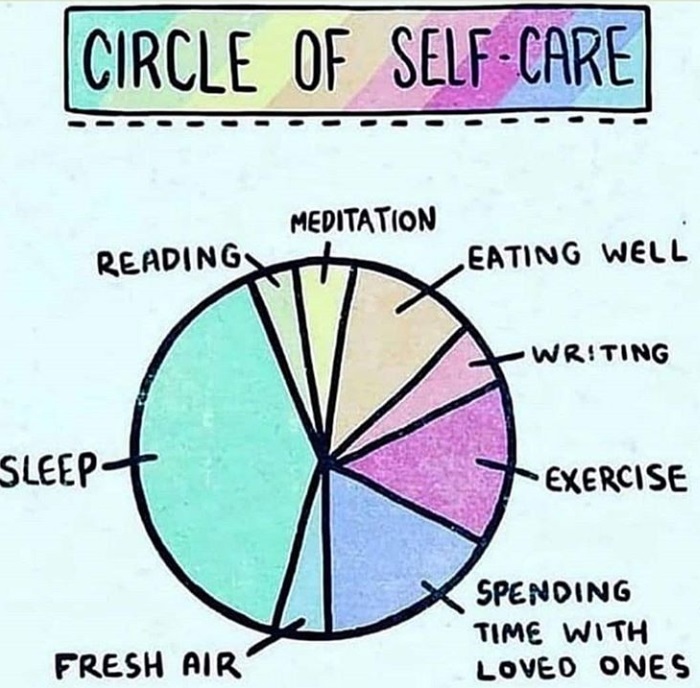 CIRCLE OF SELF-CARE
MEDITATION
READING
EATING WELL
WRITING
SLEEP
EXERCISE
SPENDING
TIME WITH
LOVED ONES
FRESH AIR